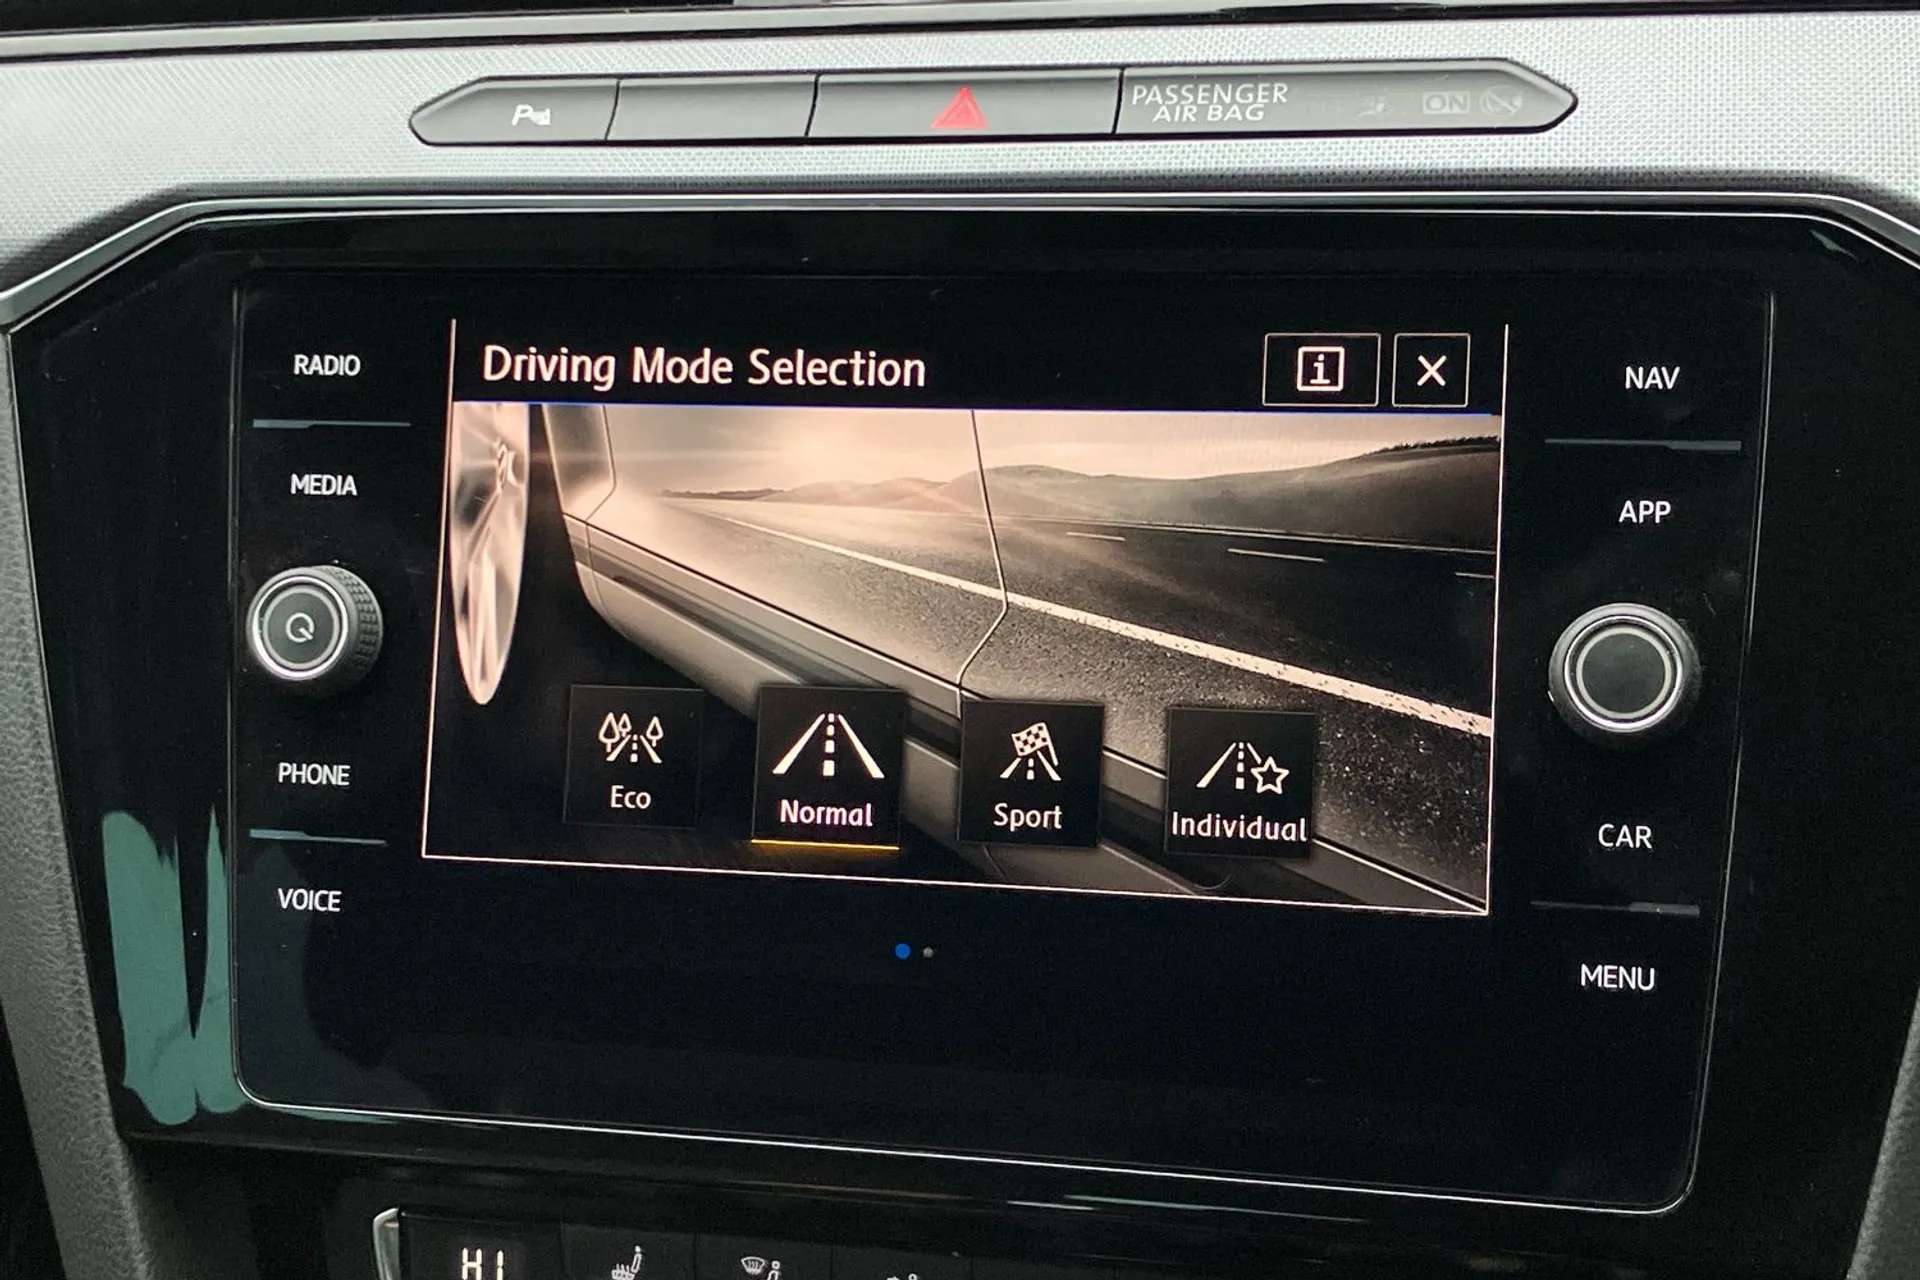 PASSENGER
AIR BAG
ON
RADIO
MEDIA
PHONE
VOICE
Driving Mode Selection
i
Eco
Normal
Sport
Individual
NAV
APP
CAR
MENU
HI